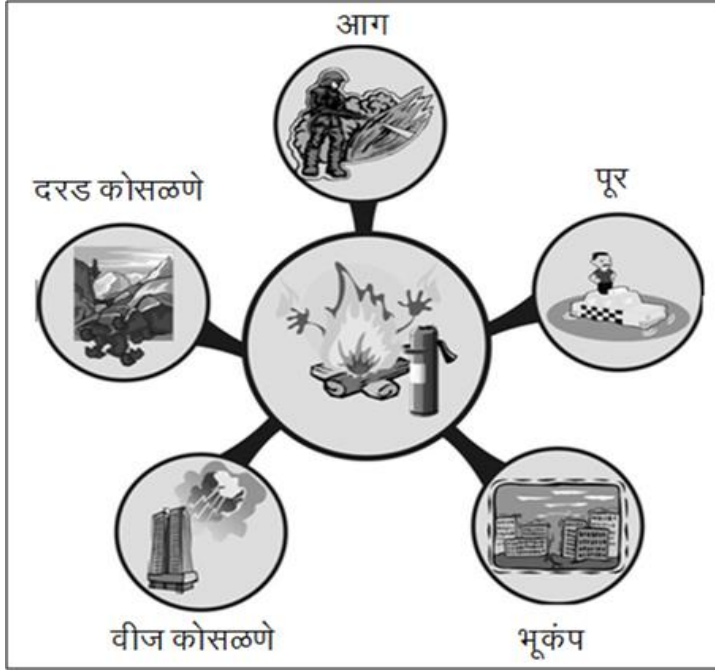 आग
पूर
दरड कोसळणे
वीज कोसळणे
भूकंप